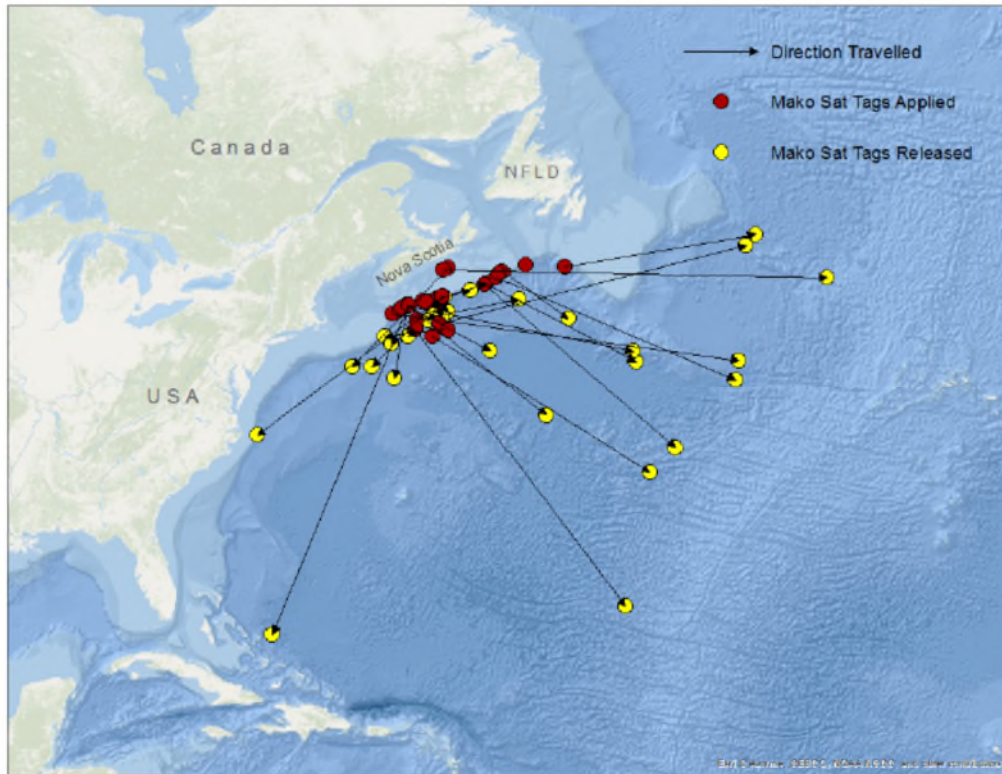 Direction Travelled
Mako Sat Tags Applied
Mako Sat Tags Released
Canada
NFLD
Nova Scotia
USA